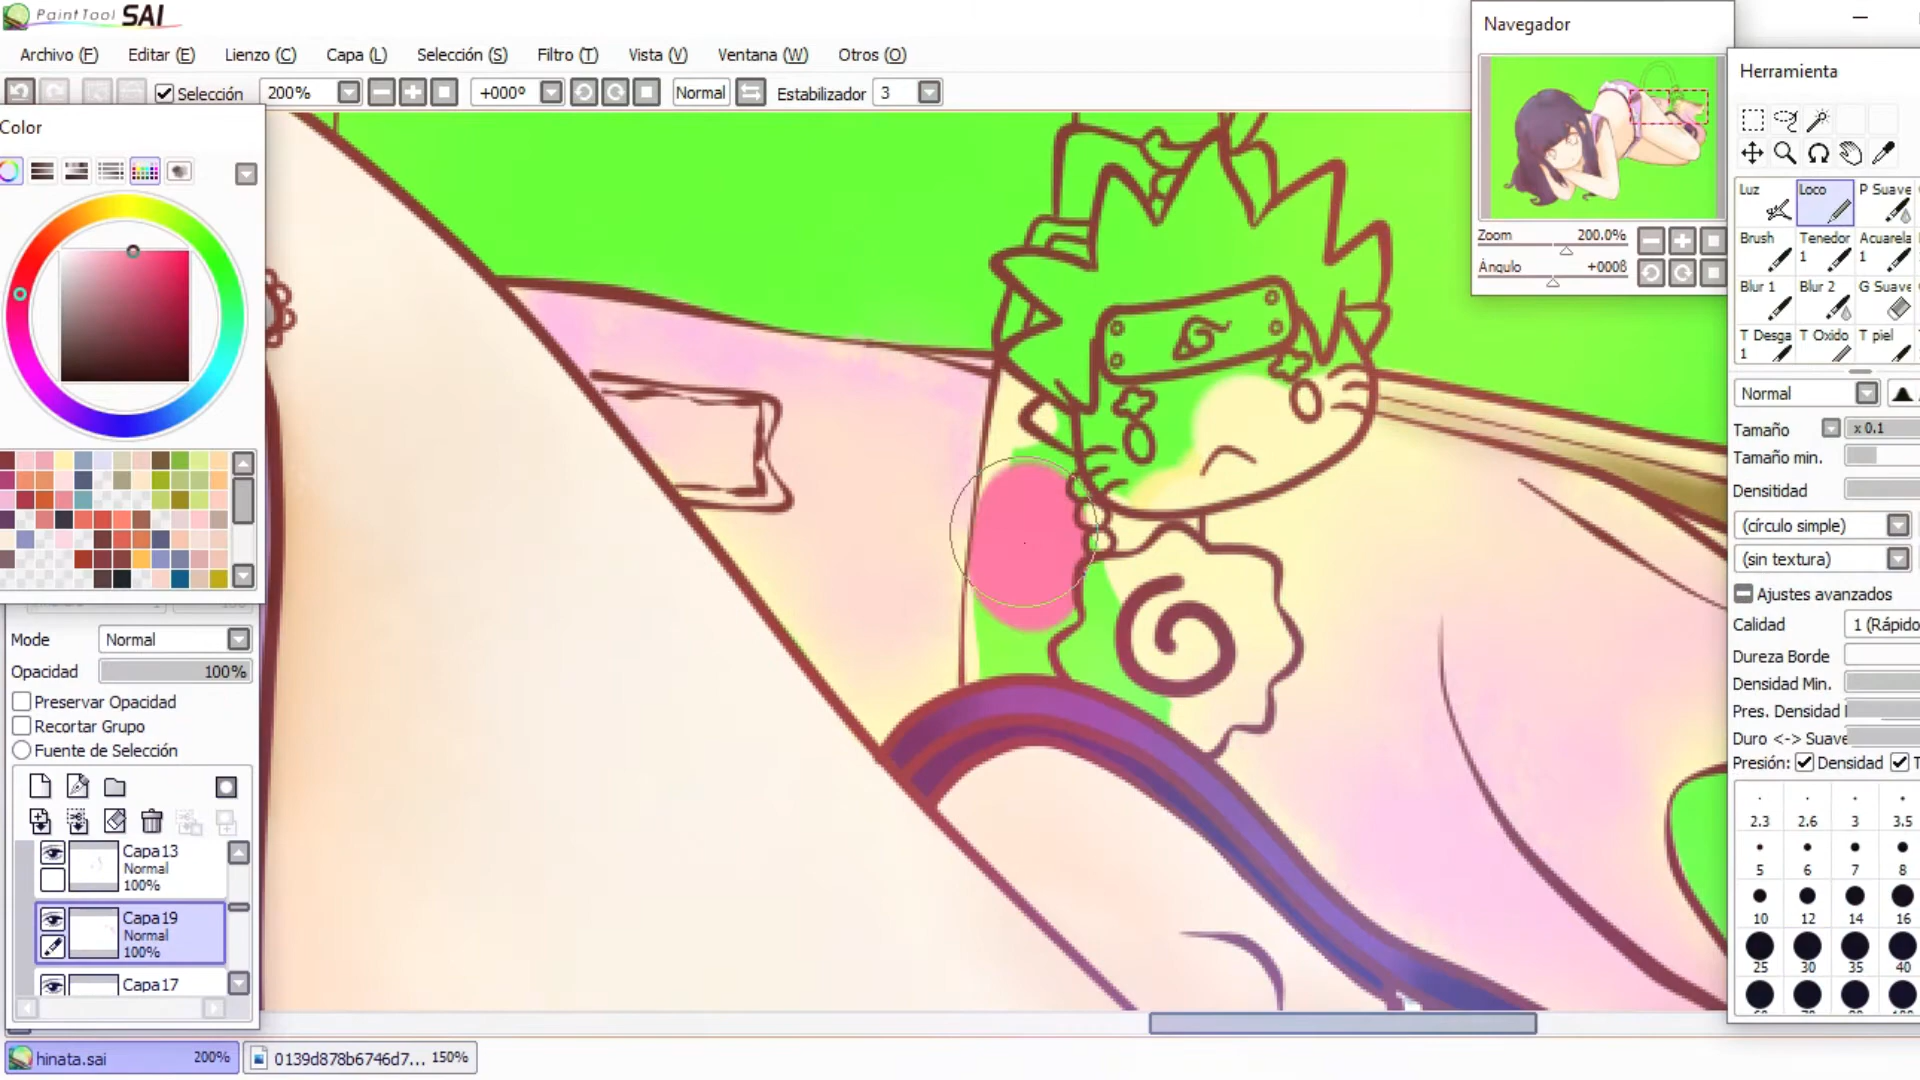 PaintTool SAI
Archivo (F) Editar (E) Lienzo (C) Capa (L) Selección (S) Filtro (T) Vista (V) Ventana (W) Otros (O)
Selección 200% +000º Normal Estabilizador 3
Color
Mode Normal
Opacidad 100%
Preservar Opacidad
Recortar Grupo
Fuente de Selección
Capa13
Normal
100%
Capa19
Normal
100%
Capa17
hinata.sai 200% 0139d878b6746d7... 150%
Navegador
Zoom 200.0%
Ángulo +000ß
Herramienta
Luz Loco P Suave
Brush Tenedor Acuarela
1 1
Blur 1 Blur 2 G Suave
T Desga T Oxido T piel
1
Normal
Tamaño x 0.1
Tamaño min.
Densitidad
(círculo simple)
(sin textura)
Ajustes avanzados
Calidad 1 (Rápido
Dureza Borde
Densidad Min.
Pres. Densidad
Duro <-> Suave
Presión: Densidad T
2.3 2.6 3 3.5
5 6 7 8
10 12 14 16
25 30 35 40